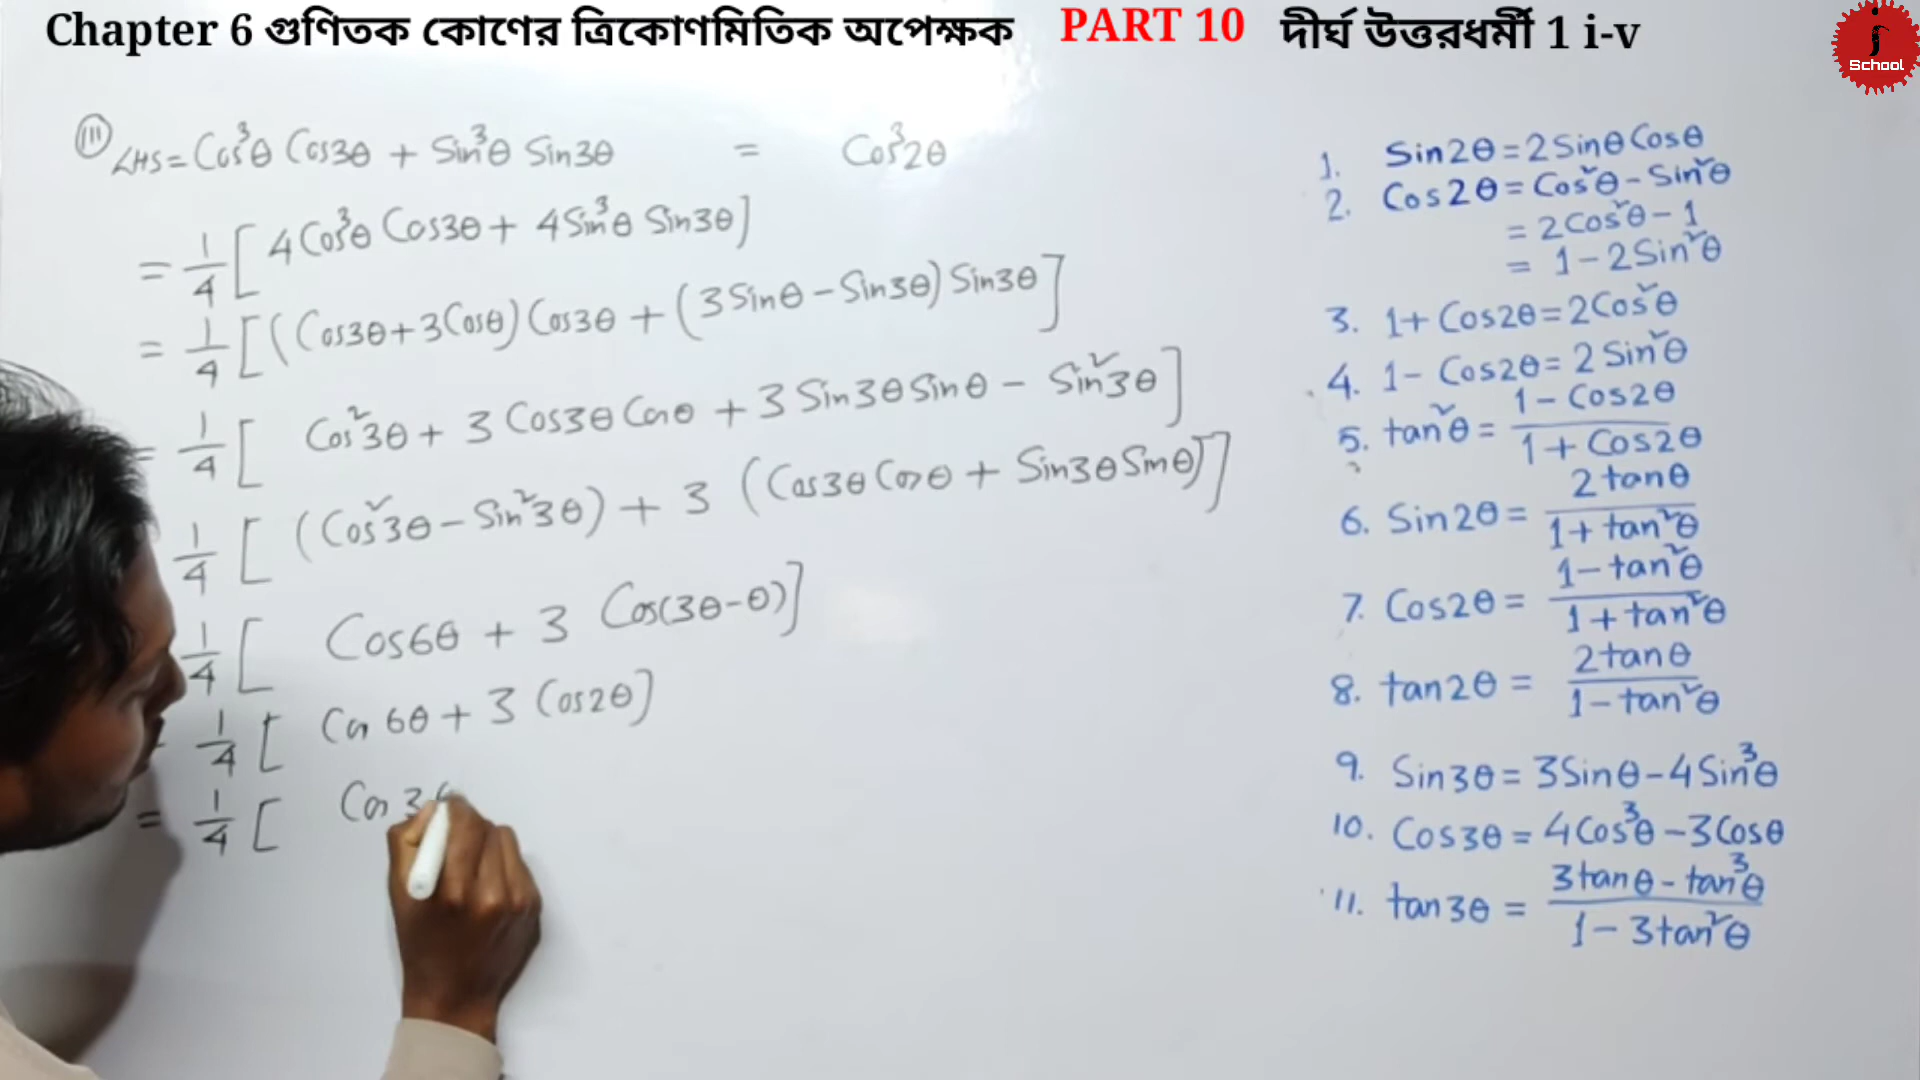 Chapter 6 গুণিতক কোণের ত্রিকোণমিতিক অপেক্ষক PART 10 দীর্ঘ উত্তরধর্মী 1 i-v
School
(iii) LHS = Cos³θ Cos3θ + Sin³θ Sin3θ = Cos³2θ
= 1/4 [4Cos³θ Cos3θ + 4Sin³θ Sin3θ]
= 1/4 [(Cos3θ+3Cosθ) Cos3θ + (3Sinθ-Sin3θ) Sin3θ]
= 1/4 [Cos²3θ + 3 Cos3θ Cosθ + 3 Sin3θ Sinθ - Sin²3θ]
1/4 [(Cos²3θ - Sin²3θ) + 3 (Cos3θ Cosθ + Sin3θ Sinθ)]
1/4 [Cos6θ + 3 Cos(3θ-θ)]
1/4 [Cos 6θ + 3 Cos2θ]
= 1/4 [Cos 3
1. Sin2θ = 2SinθCosθ
2. Cos2θ = Cos²θ - Sin²θ
= 2Cos²θ - 1
= 1 - 2Sin²θ
3. 1 + Cos2θ = 2Cos²θ
4. 1 - Cos2θ = 2 Sin²θ
5. tan²θ = (1 - Cos2θ)/(1 + Cos2θ)
6. Sin2θ = 2tanθ/(1 + tan²θ)
7. Cos2θ = (1 - tan²θ)/(1 + tan²θ)
8. tan2θ = 2tanθ/(1 - tan²θ)
9. Sin3θ = 3Sinθ - 4Sin³θ
10. Cos3θ = 4Cos³θ - 3Cosθ
11. tan3θ = (3tanθ - tan³θ)/(1 - 3tan²θ)